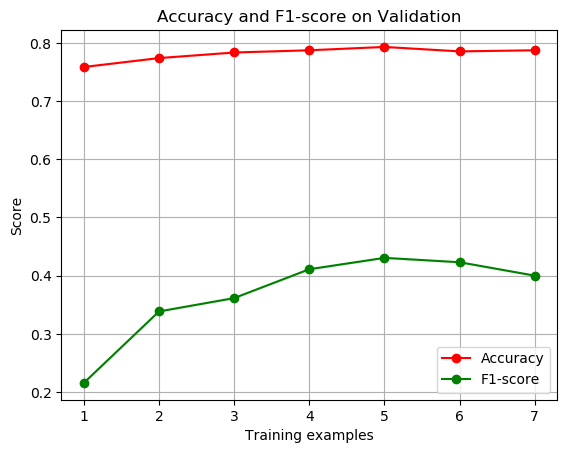 Accuracy and F1-score on Validation
0.8
0.7
0.6
0.5
0.4
0.3
0.2
Score
1 2 3 4 5 6 7
Training examples
Accuracy
F1-score